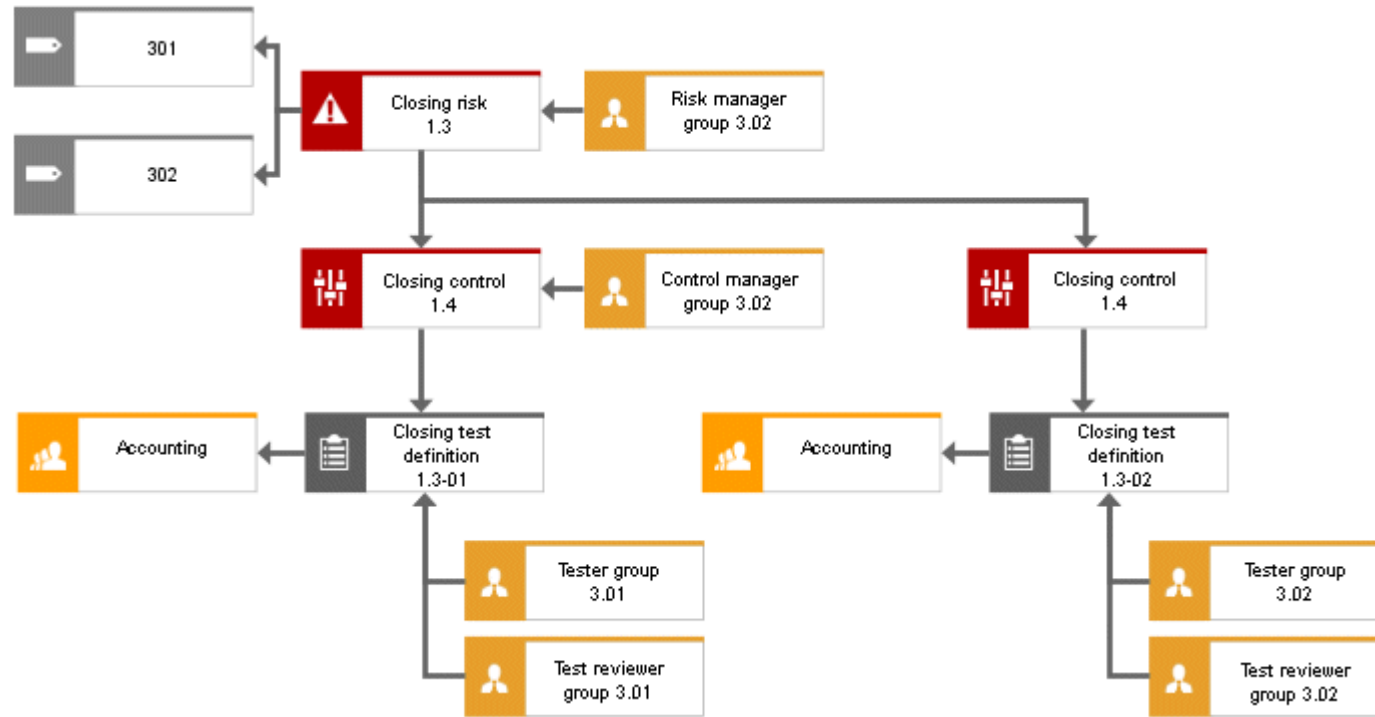 301
Closing risk
1.3
Risk manager
group 3.02
302
Closing control
1.4
Control manager
group 3.02
Closing control
1.4
Accounting
Closing test
definition
1.3-01
Accounting
Closing test
definition
1.3-02
Tester group
3.01
Tester group
3.02
Test reviewer
group 3.01
Test reviewer
group 3.02